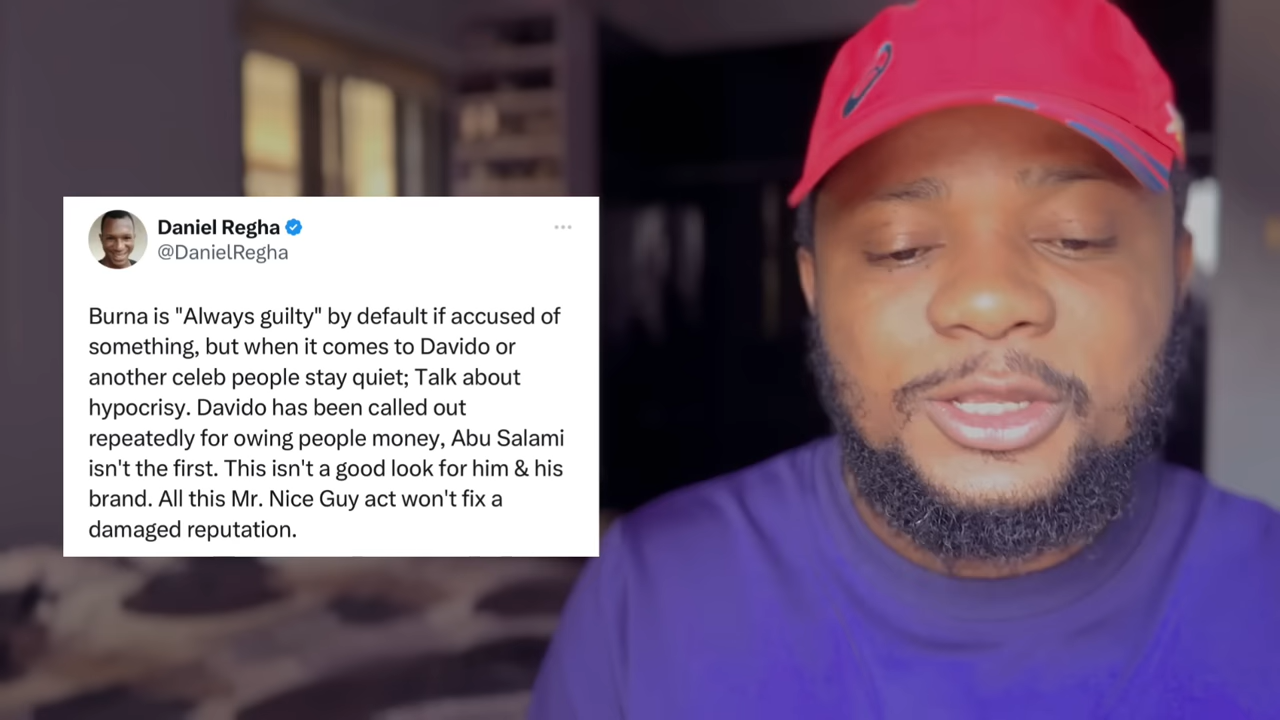 Daniel Regha
@DanielRegha
Burna is "Always guilty" by default if accused of
something, but when it comes to Davido or
another celeb people stay quiet; Talk about
hypocrisy. Davido has been called out
repeatedly for owing people money, Abu Salami
isn't the first. This isn't a good look for him & his
brand. All this Mr. Nice Guy act won't fix a
damaged reputation.